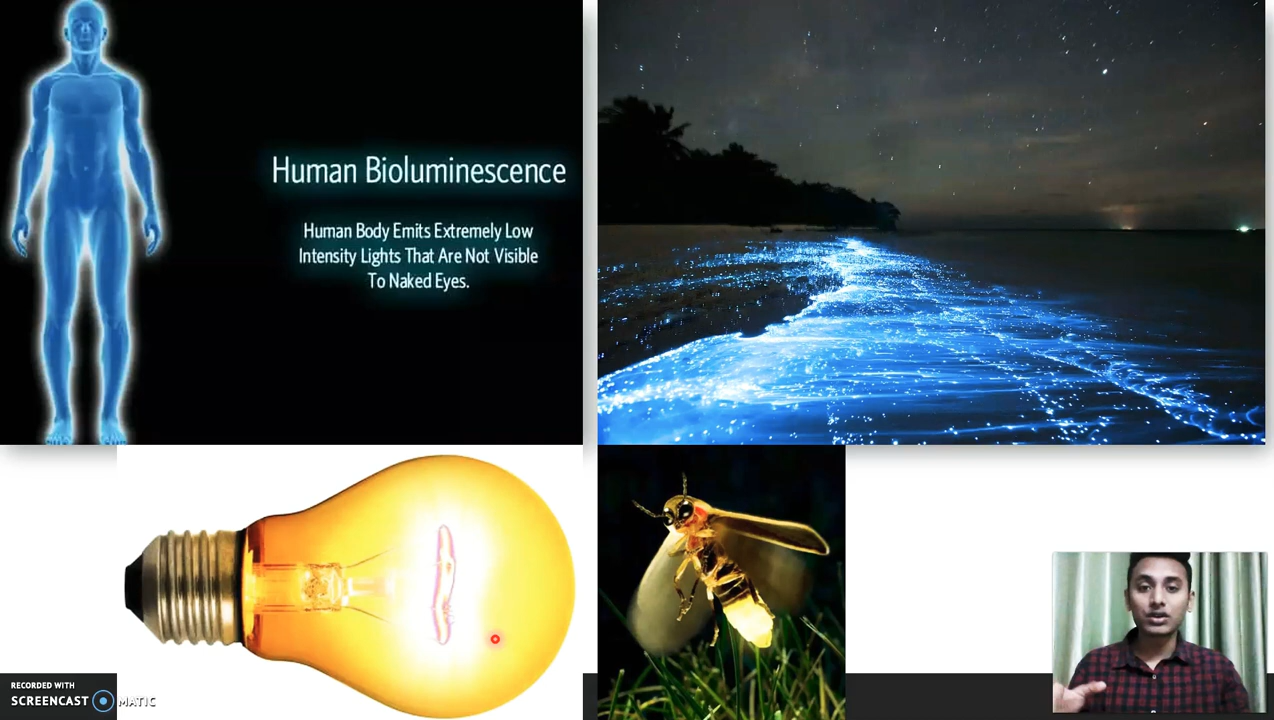 Human Bioluminescence
Human Body Emits Extremely Low
Intensity Lights That Are Not Visible
To Naked Eyes.
RECORDED WITH
SCREENCAST MATIC